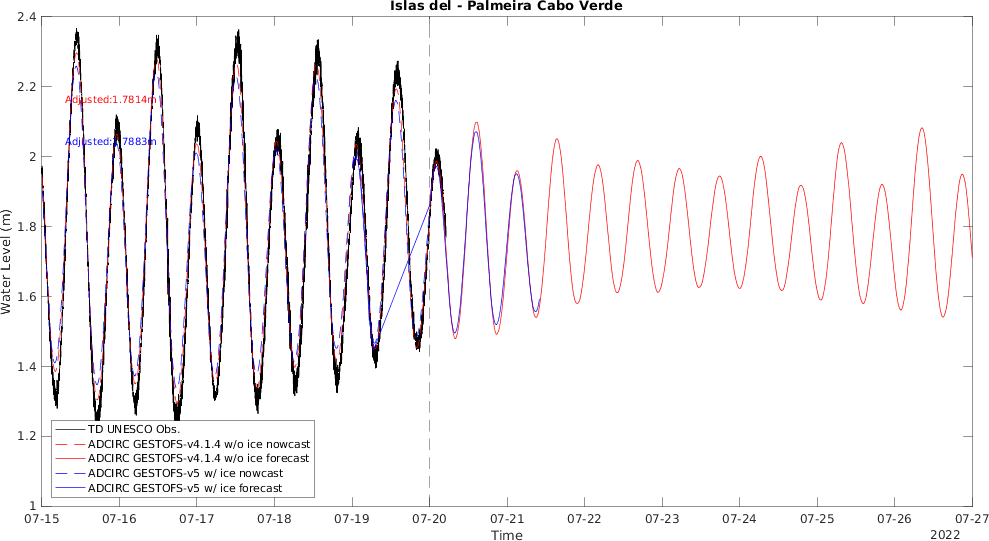 Islas del - Palmeira Cabo Verde
2.4
2.2
2
1.8
1.6
1.4
1.2
1
Water Level (m)
Adjusted:1.7814m
Adjusted:1.7883m
TD UNESCO Obs.
ADCIRC GESTOFS-v4.1.4 w/o ice nowcast
ADCIRC GESTOFS-v4.1.4 w/o ice forecast
ADCIRC GESTOFS-v5 w/ ice nowcast
ADCIRC GESTOFS-v5 w/ ice forecast
07-15 07-16 07-17 07-18 07-19 07-20 07-21 07-22 07-23 07-24 07-25 07-26 07-27
Time
2022